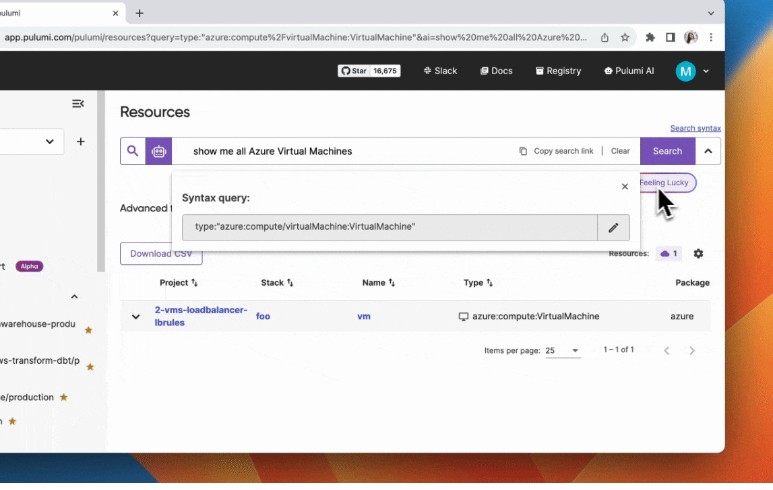 pulumi
app.pulumi.com/pulumi/resources?query=type:"azure:compute%2FvirtualMachine:VirtualMachine"&ai=show%20me%20all%20Azure%20...
Star 16,675
Slack
Docs
Registry
Pulumi AI
M
Resources
Search syntax
show me all Azure Virtual Machines
Copy search link
Clear
Search
Feeling Lucky
Syntax query:
Advanced
type:"azure:compute/virtualMachine:VirtualMachine"
Download CSV
Resources: 1
rt Alpha
Project Stack Name Type Package
2-vms-loadbalancer-
lbrules
foo vm azure:compute:VirtualMachine azure
warehouse-produ
Items per page: 25 1 – 1 of 1
ws-transform-dbt/p
e/production